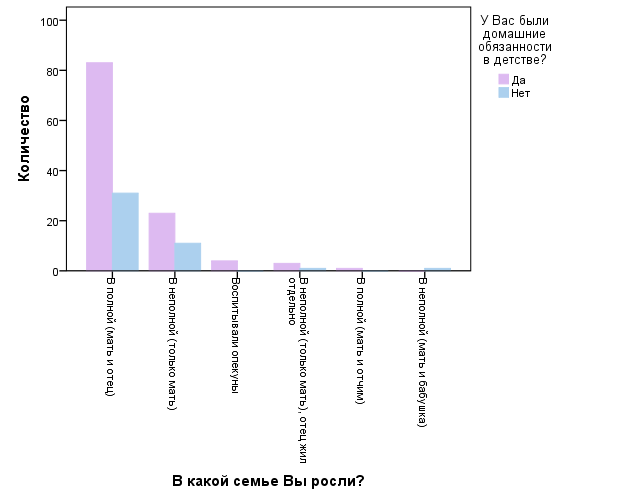 У Вас были
домашние
обязанности
в детстве?
Да
Нет
Количество
100
80
60
40
20
0
В полной (мать и отец)
В неполной (только мать)
Воспитывали опекуны
В неполной (только мать), отец жил
отдельно
В полной (мать и отчим)
В неполной (мать и бабушка)
В какой семье Вы росли?